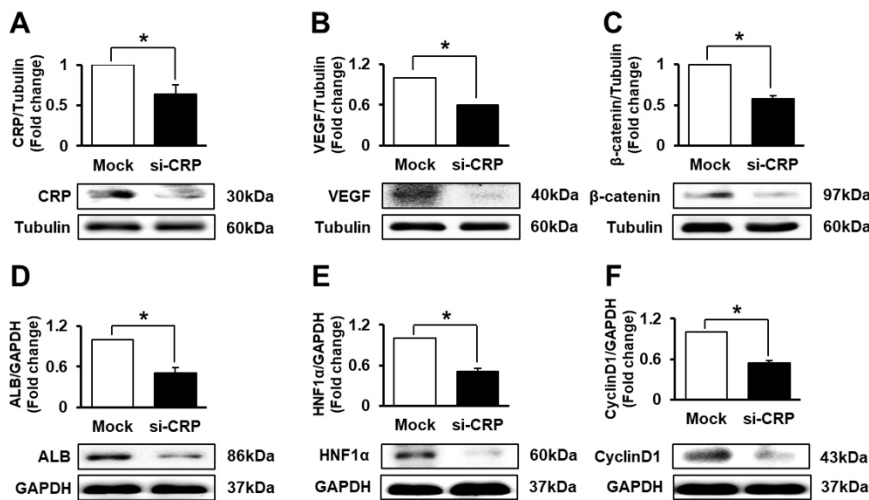 A
CRP/Tubulin
(Fold change)
1
0.5
0
*
Mock si-CRP
CRP 30kDa
Tubulin 60kDa
B
VEGF/Tubulin
(Fold change)
1.2
0.6
0
*
Mock si-CRP
VEGF 40kDa
Tubulin 60kDa
C
β-catenin/Tubulin
(Fold change)
1
0.5
0
*
Mock si-CRP
β-catenin 97kDa
Tubulin 60kDa
D
ALB/GAPDH
(Fold change)
1.2
0.6
0
*
Mock si-CRP
ALB 86kDa
GAPDH 37kDa
E
HNF1α/GAPDH
(Fold change)
1.2
0.6
0
*
Mock si-CRP
HNF1α 60kDa
GAPDH 37kDa
F
CyclinD1/GAPDH
(Fold change)
1.2
0.6
0
*
Mock si-CRP
CyclinD1 43kDa
GAPDH 37kDa